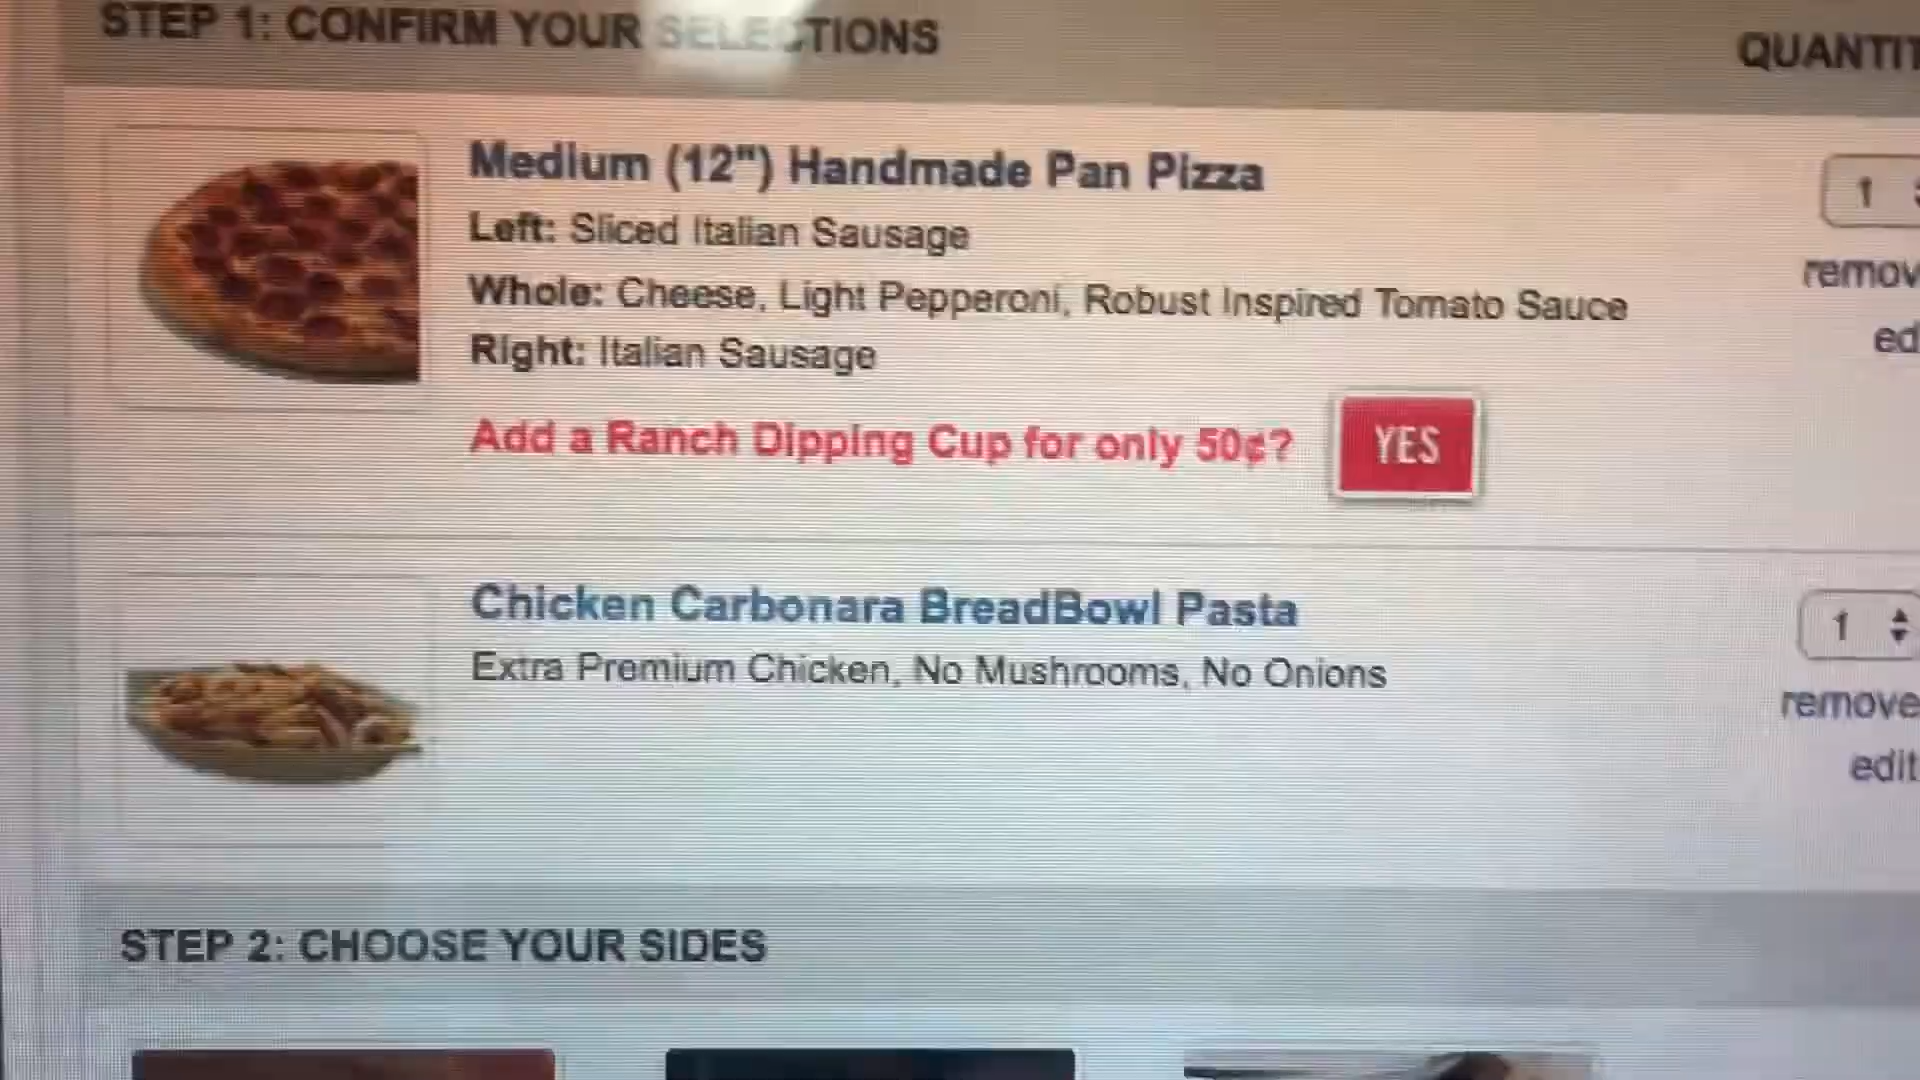 STEP 1: CONFIRM YOUR SELECTIONS
QUANTIT
Medium (12") Handmade Pan Pizza
1
Left: Sliced Italian Sausage
remov
Whole: Cheese, Light Pepperoni, Robust Inspired Tomato Sauce
ed
Right: Italian Sausage
Add a Ranch Dipping Cup for only 50¢?
YES
Chicken Carbonara BreadBowl Pasta
1
Extra Premium Chicken, No Mushrooms, No Onions
remove
edit
STEP 2: CHOOSE YOUR SIDES